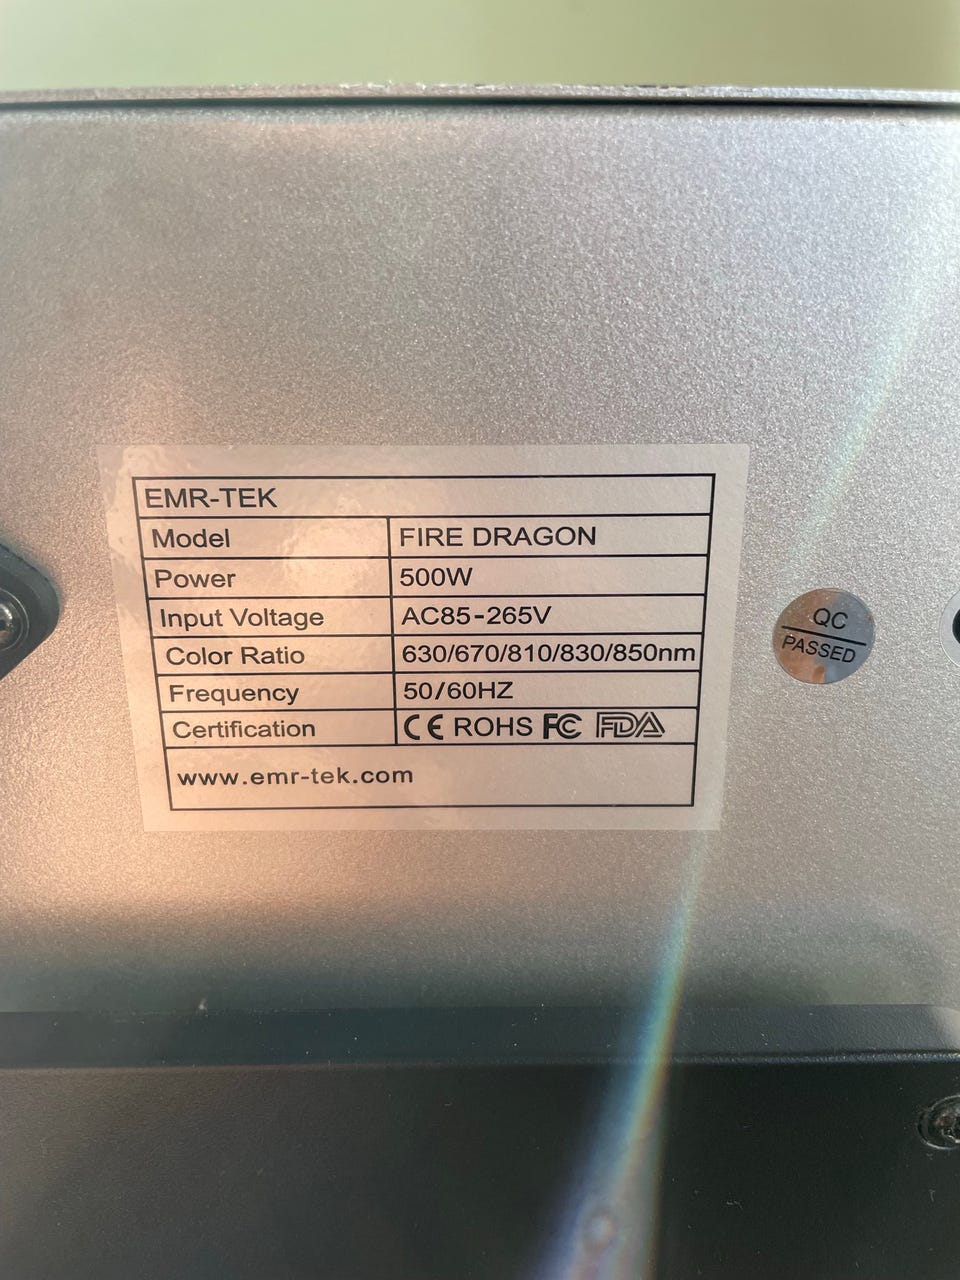 EMR-TEK
Model FIRE DRAGON
Power 500W
Input Voltage AC85-265V
Color Ratio 630/670/810/830/850nm
Frequency 50/60HZ
Certification CE ROHS FC FDA
www.emr-tek.com
QC
PASSED